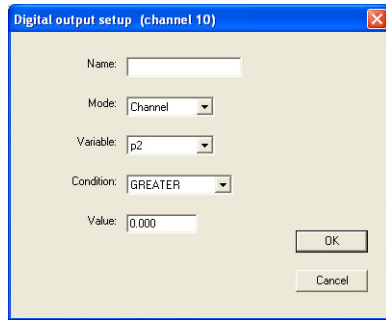 Digital output setup (channel 10)
Name:
Mode: Channel
Variable: p2
Condition: GREATER
Value: 0.000
OK
Cancel